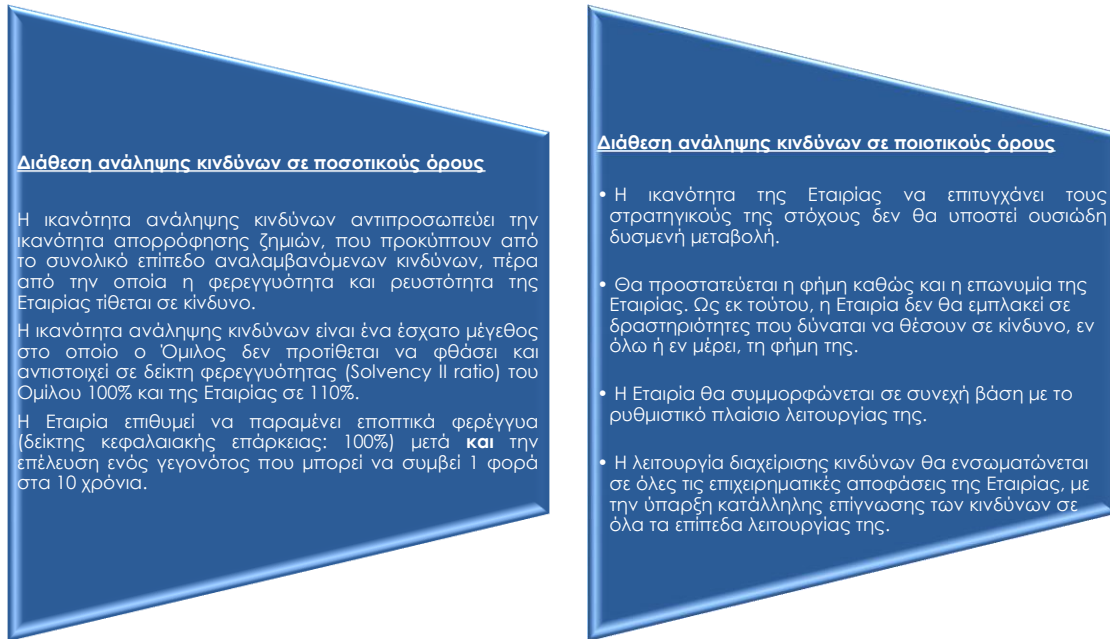 Διάθεση ανάληψης κινδύνων σε ποσοτικούς όρους
Η ικανότητα ανάληψης κινδύνων αντιπροσωπεύει την
ικανότητα απορρόφησης ζημιών, που προκύπτουν από
το συνολικό επίπεδο αναλαμβανόμενων κινδύνων, πέρα
από την οποία η φερεγγυότητα και ρευστότητα της
Εταιρίας τίθεται σε κίνδυνο.
Η ικανότητα ανάληψης κινδύνων είναι ένα έσχατο μέγεθος
στο οποίο ο Όμιλος δεν προτίθεται να φθάσει και
αντιστοιχεί σε δείκτη φερεγγυότητας (Solvency II ratio) του
Ομίλου 100% και της Εταιρίας σε 110%.
Η Εταιρία επιθυμεί να παραμένει εποπτικά φερέγγυα
(δείκτης κεφαλαιακής επάρκειας: 100%) μετά και την
επέλευση ενός γεγονότος που μπορεί να συμβεί 1 φορά
στα 10 χρόνια.
Διάθεση ανάληψης κινδύνων σε ποιοτικούς όρους
• Η ικανότητα της Εταιρίας να επιτυγχάνει τους
στρατηγικούς της στόχους δεν θα υποστεί ουσιώδη
δυσμενή μεταβολή.
• Θα προστατεύεται η φήμη καθώς και η επωνυμία της
Εταιρίας. Ως εκ τούτου, η Εταιρία δεν θα εμπλακεί σε
δραστηριότητες που δύναται να θέσουν σε κίνδυνο, εν
όλω ή εν μέρει, τη φήμη της.
• Η Εταιρία θα συμμορφώνεται σε συνεχή βάση με το
ρυθμιστικό πλαίσιο λειτουργίας της.
• Η λειτουργία διαχείρισης κινδύνων θα ενσωματώνεται
σε όλες τις επιχειρηματικές αποφάσεις της Εταιρίας, με
την ύπαρξη κατάλληλης επίγνωσης των κινδύνων σε
όλα τα επίπεδα λειτουργίας της.